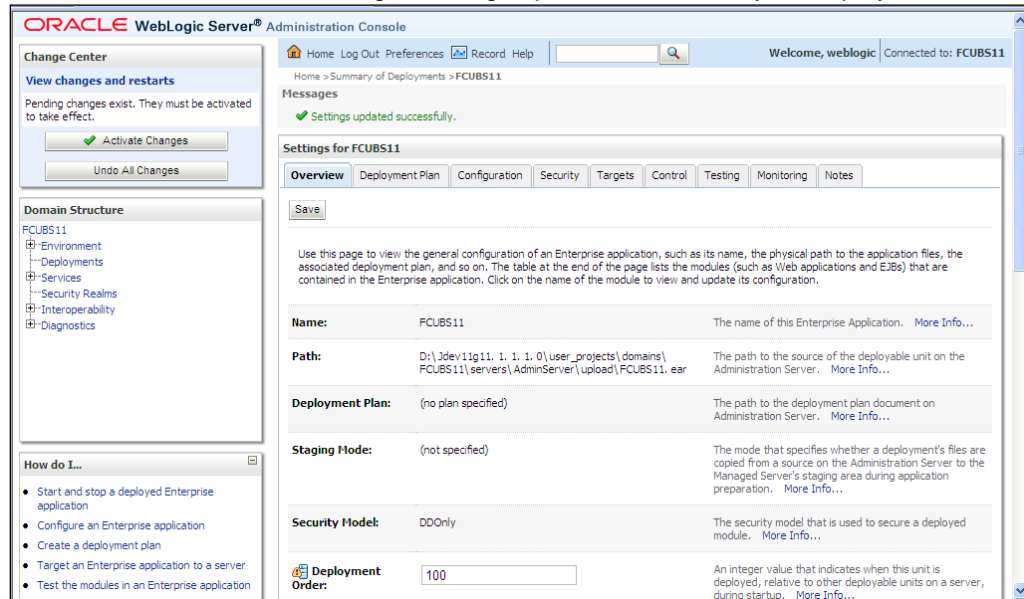 ORACLE WebLogic Server® Administration Console
Change Center
View changes and restarts
Pending changes exist. They must be activated
to take effect.
Activate Changes
Undo All Changes
Domain Structure
FCUBS11
Environment
Deployments
Services
Security Realms
Interoperability
Diagnostics
How do I...
Start and stop a deployed Enterprise
application
Configure an Enterprise application
Create a deployment plan
Target an Enterprise application to a server
Test the modules in an Enterprise application
Home Log Out Preferences Record Help
Welcome, weblogic Connected to: FCUBS11
Home >Summary of Deployments >FCUBS11
Messages
Settings updated successfully.
Settings for FCUBS11
Overview Deployment Plan Configuration Security Targets Control Testing Monitoring Notes
Save
Use this page to view the general configuration of an Enterprise application, such as its name, the physical path to the application files, the
associated deployment plan, and so on. The table at the end of the page lists the modules (such as Web applications and EJBs) that are
contained in the Enterprise application. Click on the name of the module to view and update its configuration.
Name: FCUBS11 The name of this Enterprise Application. More Info...
Path: D:\Jdev11g11. 1. 1. 1. 0\user_projects\domains\ The path to the source of the deployable unit on the
FCUBS11\servers\AdminServer\upload\FCUBS11. ear Administration Server. More Info...
Deployment Plan: (no plan specified) The path to the deployment plan document on
Administration Server. More Info...
Staging Mode: (not specified) The mode that specifies whether a deployment's files are
copied from a source on the Administration Server to the
Managed Server's staging area during application
preparation. More Info...
Security Model: DDOnly The security model that is used to secure a deployed
module. More Info...
Deployment 100 An integer value that indicates when this unit is
Order: deployed, relative to other deployable units on a server,
during startup. More Info...